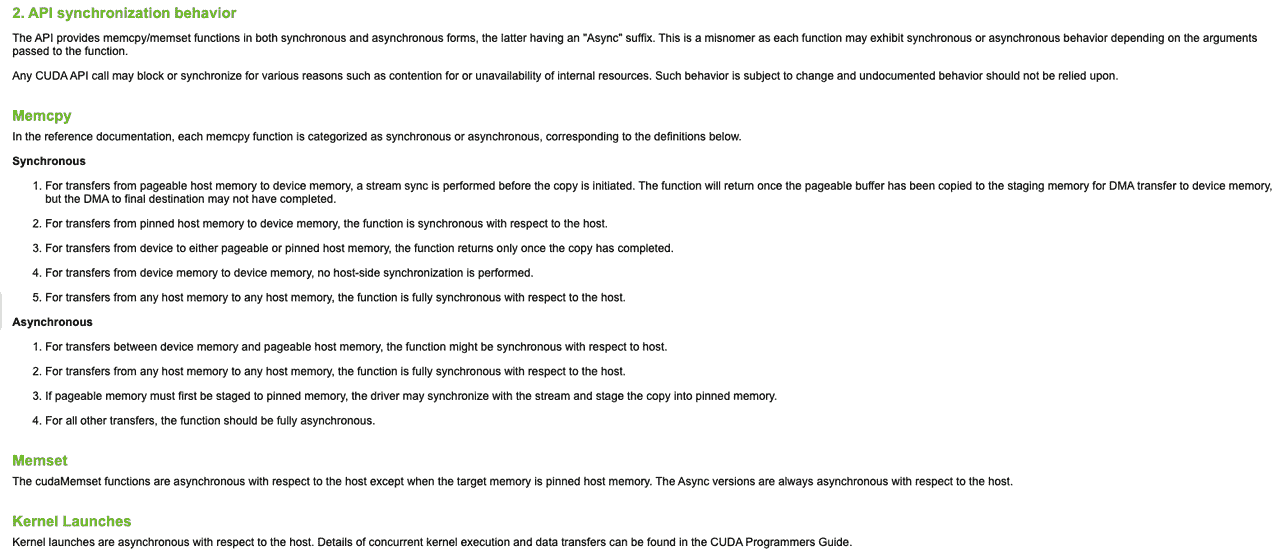 2. API synchronization behavior
The API provides memcpy/memset functions in both synchronous and asynchronous forms, the latter having an "Async" suffix. This is a misnomer as each function may exhibit synchronous or asynchronous behavior depending on the arguments
passed to the function.
Any CUDA API call may block or synchronize for various reasons such as contention for or unavailability of internal resources. Such behavior is subject to change and undocumented behavior should not be relied upon.
Memcpy
In the reference documentation, each memcpy function is categorized as synchronous or asynchronous, corresponding to the definitions below.
Synchronous
1. For transfers from pageable host memory to device memory, a stream sync is performed before the copy is initiated. The function will return once the pageable buffer has been copied to the staging memory for DMA transfer to device memory,
but the DMA to final destination may not have completed.
2. For transfers from pinned host memory to device memory, the function is synchronous with respect to the host.
3. For transfers from device to either pageable or pinned host memory, the function returns only once the copy has completed.
4. For transfers from device memory to device memory, no host-side synchronization is performed.
5. For transfers from any host memory to any host memory, the function is fully synchronous with respect to the host.
Asynchronous
1. For transfers between device memory and pageable host memory, the function might be synchronous with respect to host.
2. For transfers from any host memory to any host memory, the function is fully synchronous with respect to the host.
3. If pageable memory must first be staged to pinned memory, the driver may synchronize with the stream and stage the copy into pinned memory.
4. For all other transfers, the function should be fully asynchronous.
Memset
The cudaMemset functions are asynchronous with respect to the host except when the target memory is pinned host memory. The Async versions are always asynchronous with respect to the host.
Kernel Launches
Kernel launches are asynchronous with respect to the host. Details of concurrent kernel execution and data transfers can be found in the CUDA Programmers Guide.